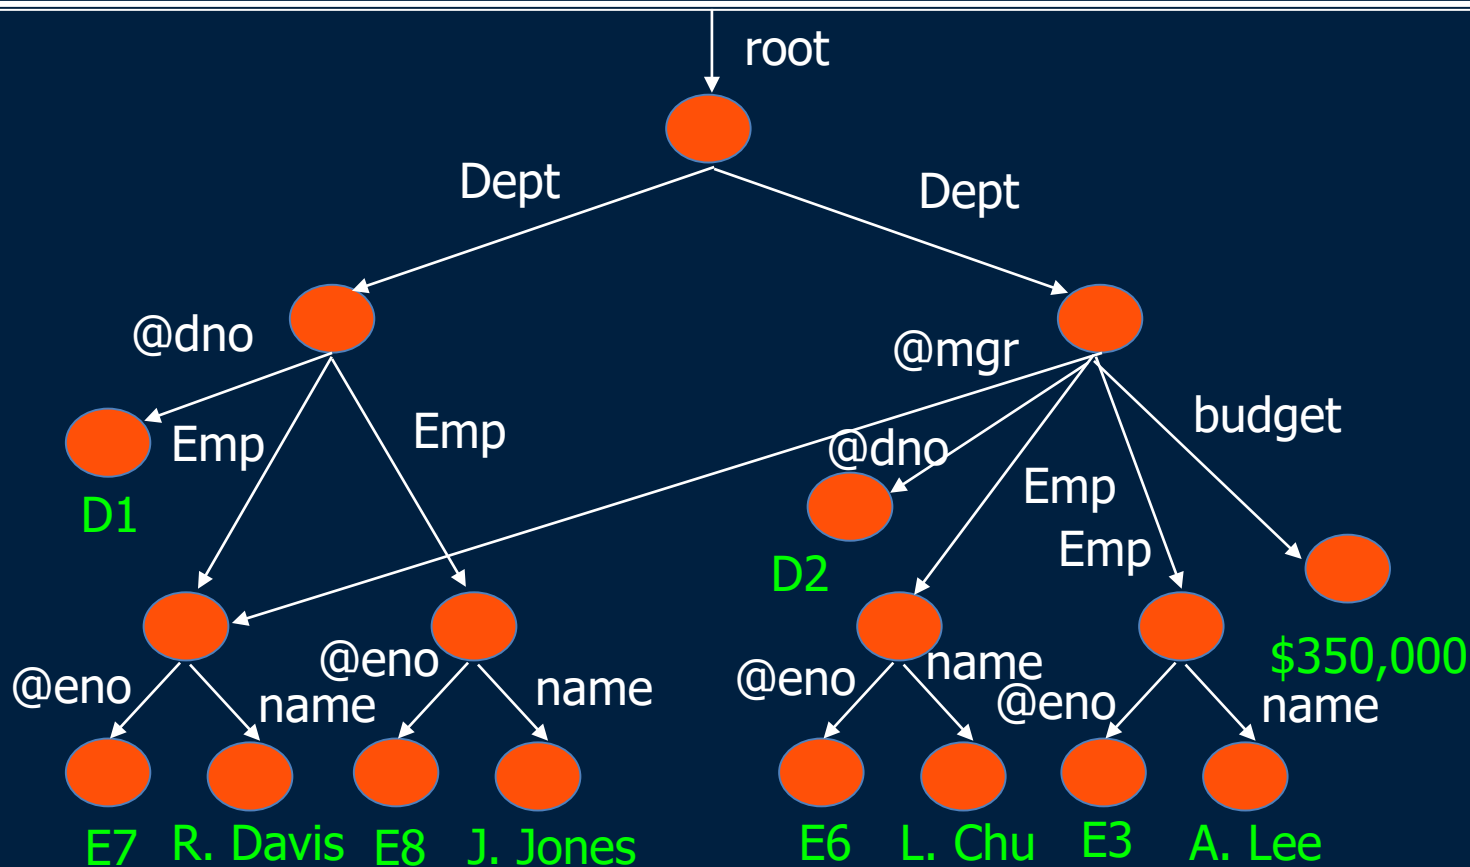 root
Dept
Dept
@dno
@mgr
Emp
Emp
@dno
budget
D1
Emp
Emp
D2
@eno
@eno
name
name
@eno
name
@eno
$350,000
name
E7
R. Davis
E8
J. Jones
E6
L. Chu
E3
A. Lee